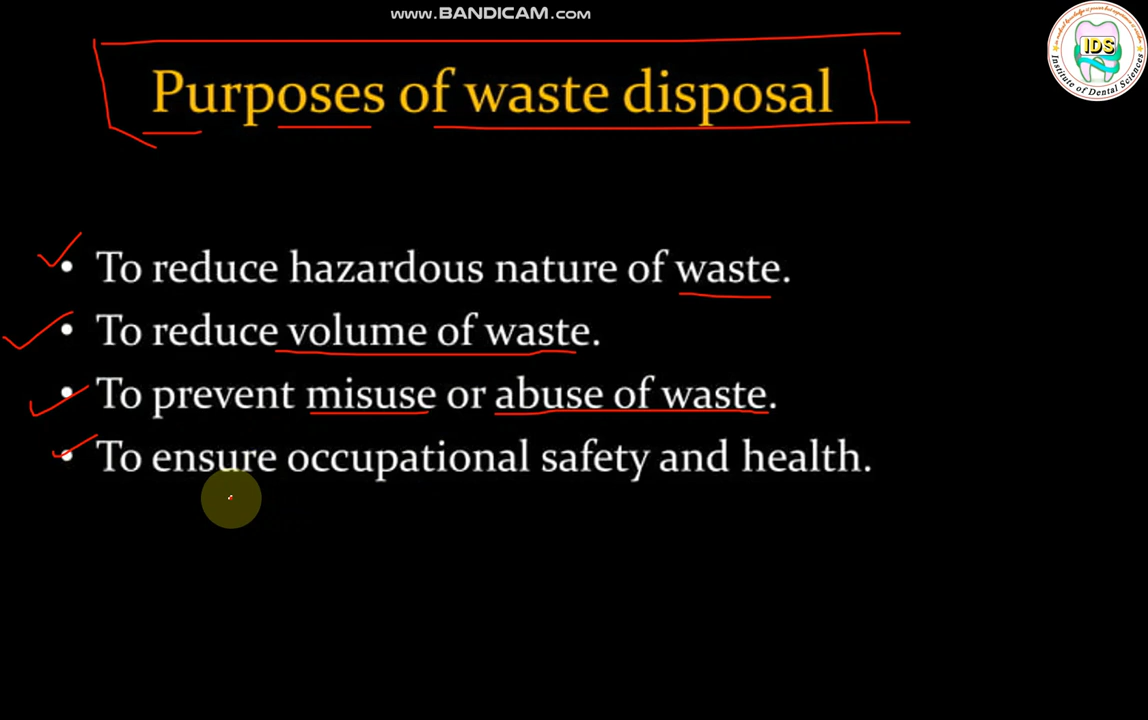 www.BANDICAM.com
Purposes of waste disposal
IDS
Institute of Dental Sciences
• To reduce hazardous nature of waste.
• To reduce volume of waste.
• To prevent misuse or abuse of waste.
• To ensure occupational safety and health.